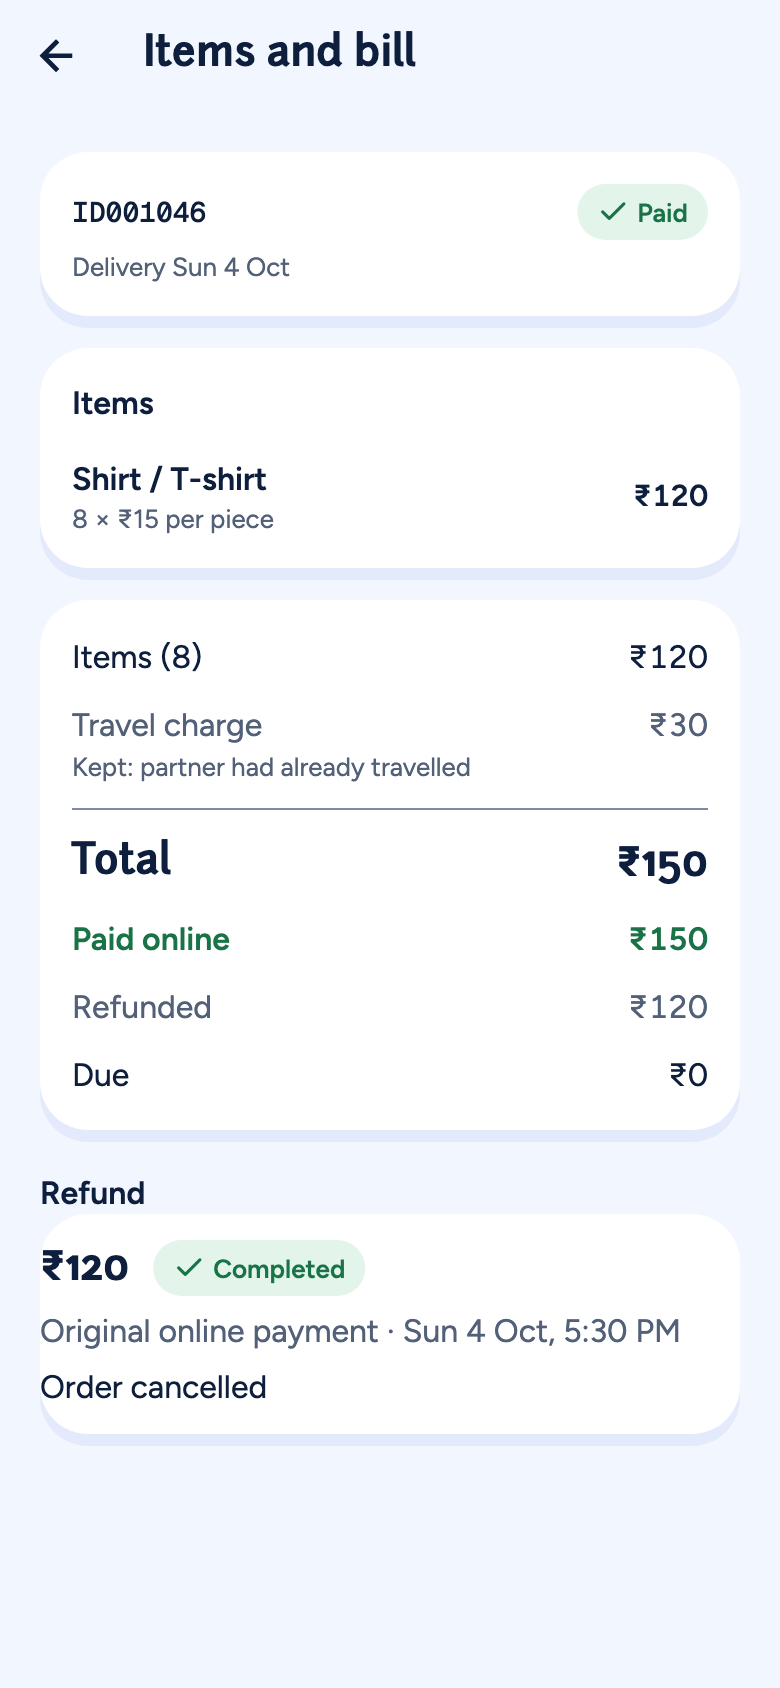 Items and bill
ID001046
Paid
Delivery Sun 4 Oct
Items
Shirt / T-shirt
8 × ₹15 per piece
₹120
Items (8) ₹120
Travel charge ₹30
Kept: partner had already travelled
Total ₹150
Paid online ₹150
Refunded ₹120
Due ₹0
Refund
₹120 Completed
Original online payment · Sun 4 Oct, 5:30 PM
Order cancelled